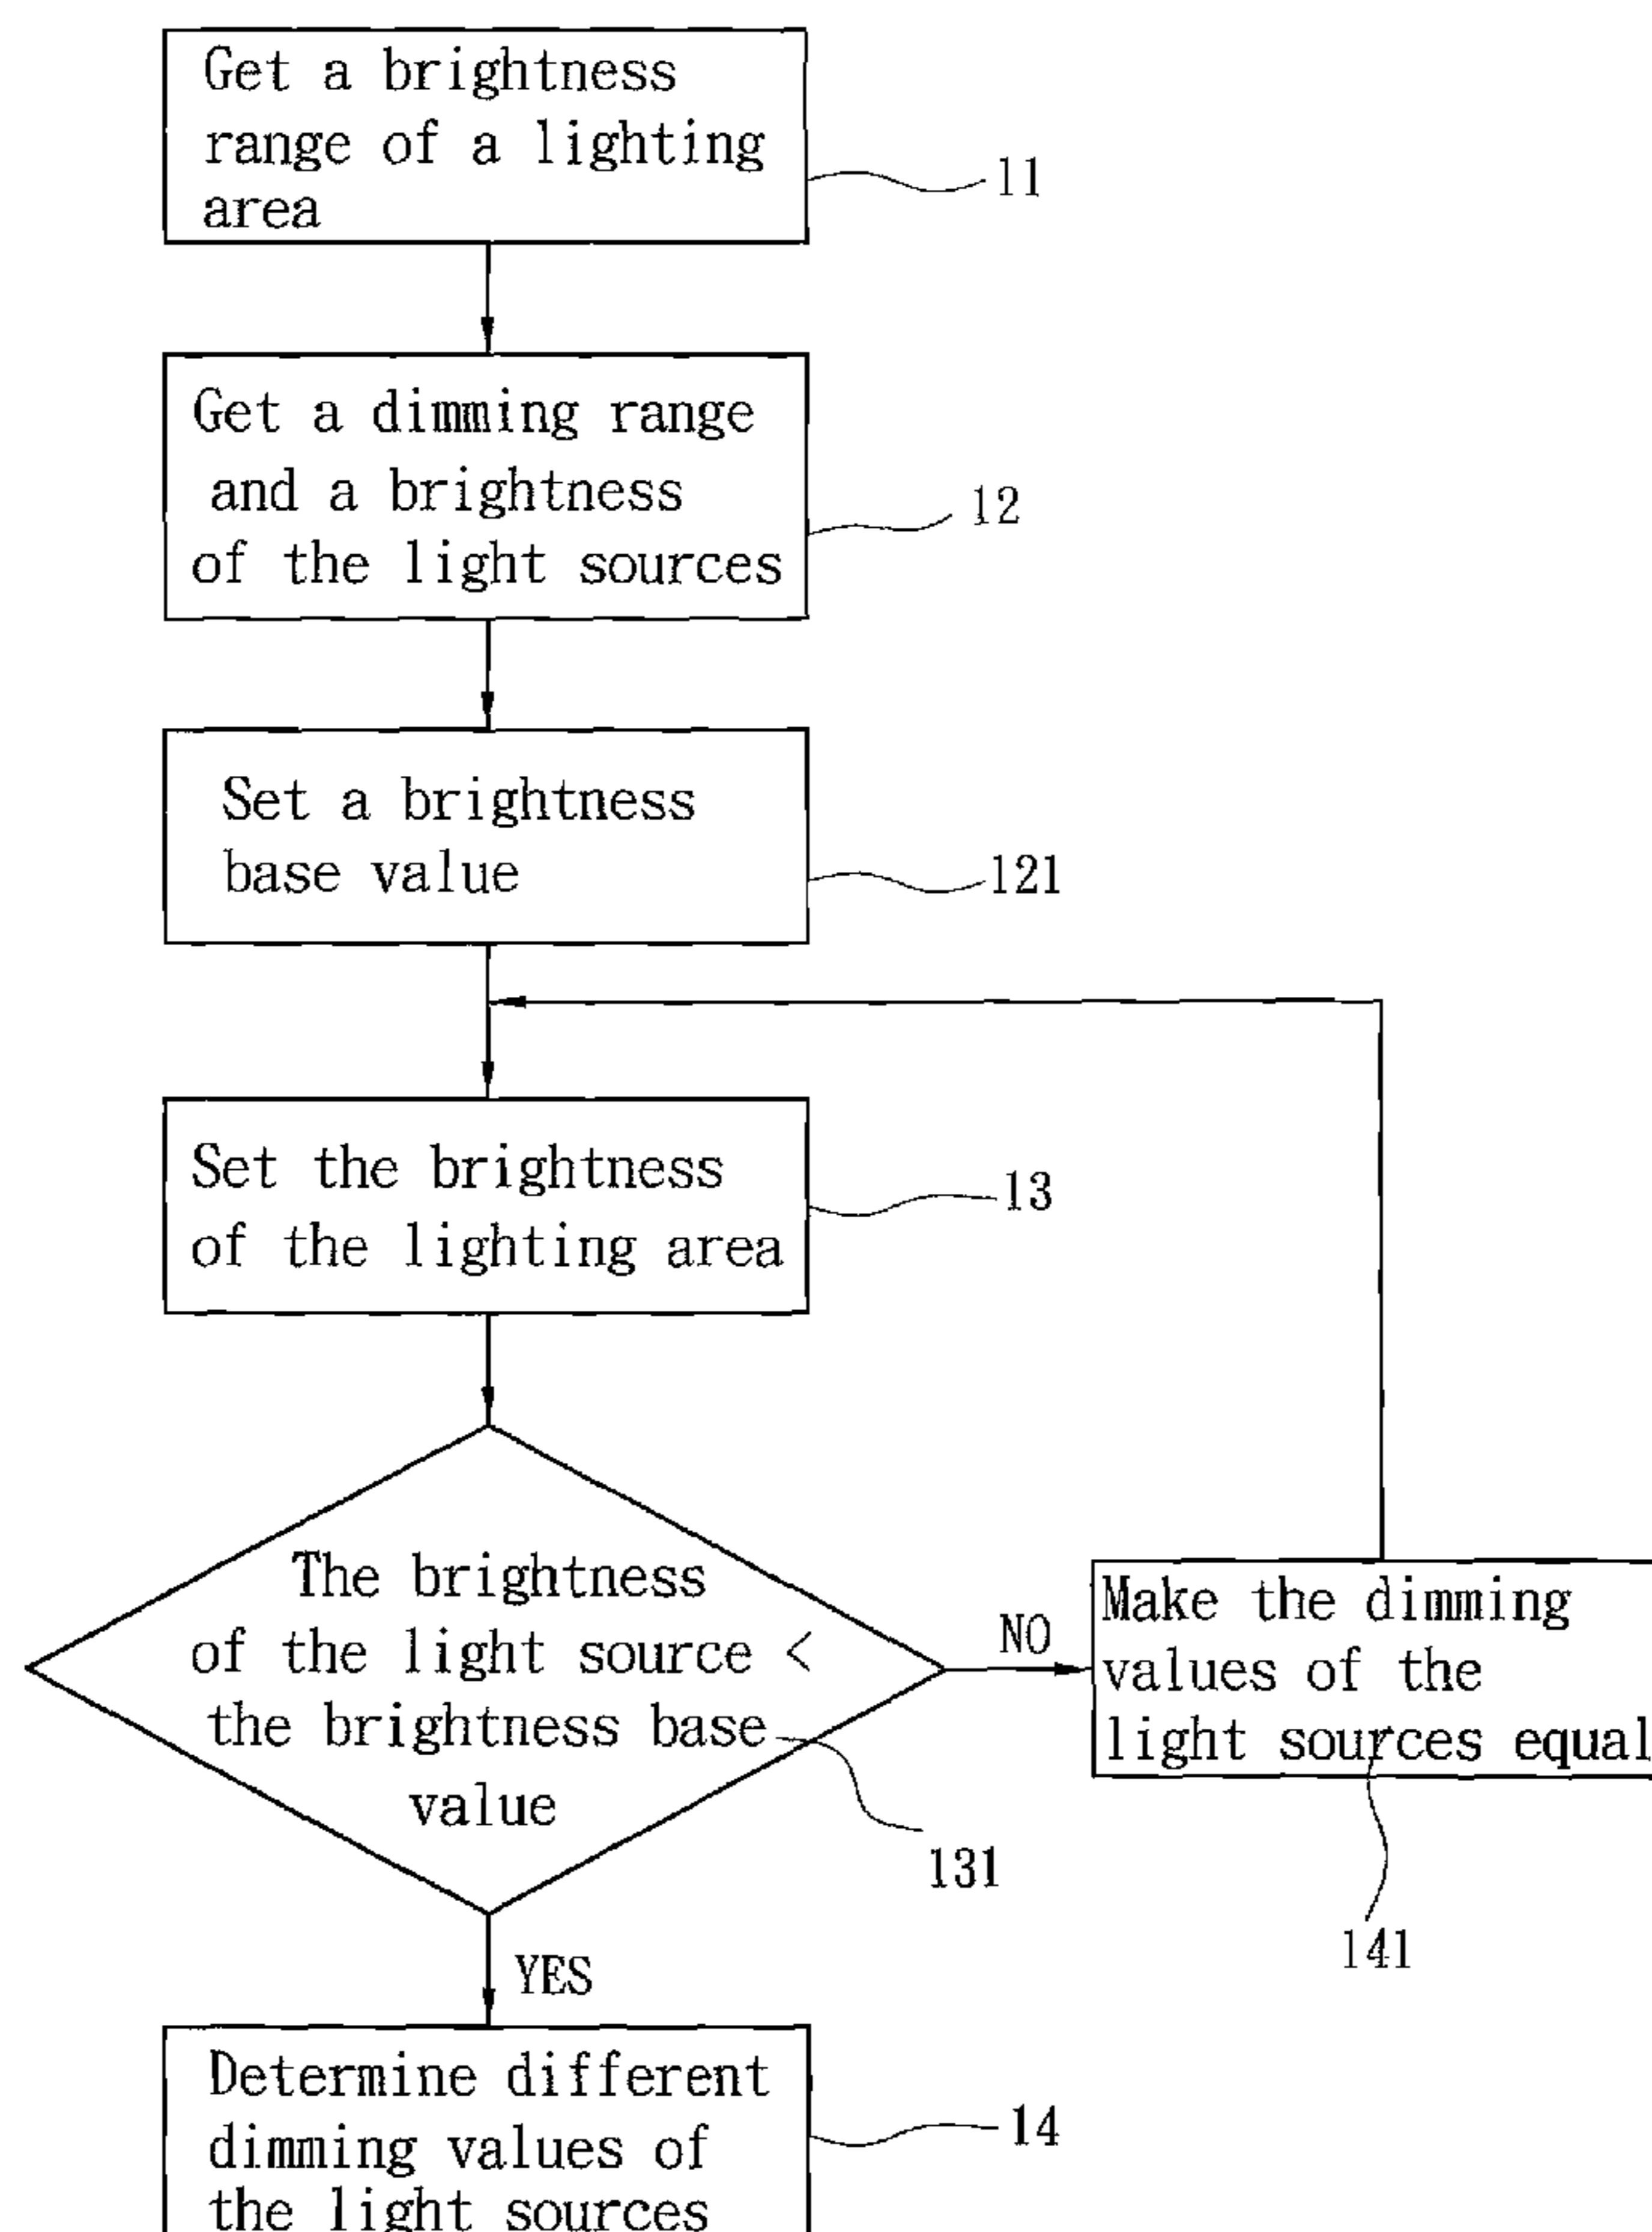 Get a brightness
range of a lighting
area
11
Get a dimming range
and a brightness
of the light sources
12
Set a brightness
base value
121
Set the brightness
of the lighting area
13
The brightness
of the light source <
the brightness base
value
131
NO
Make the dimming
values of the
light sources equal
141
YES
Determine different
dimming values of
the light sources
14